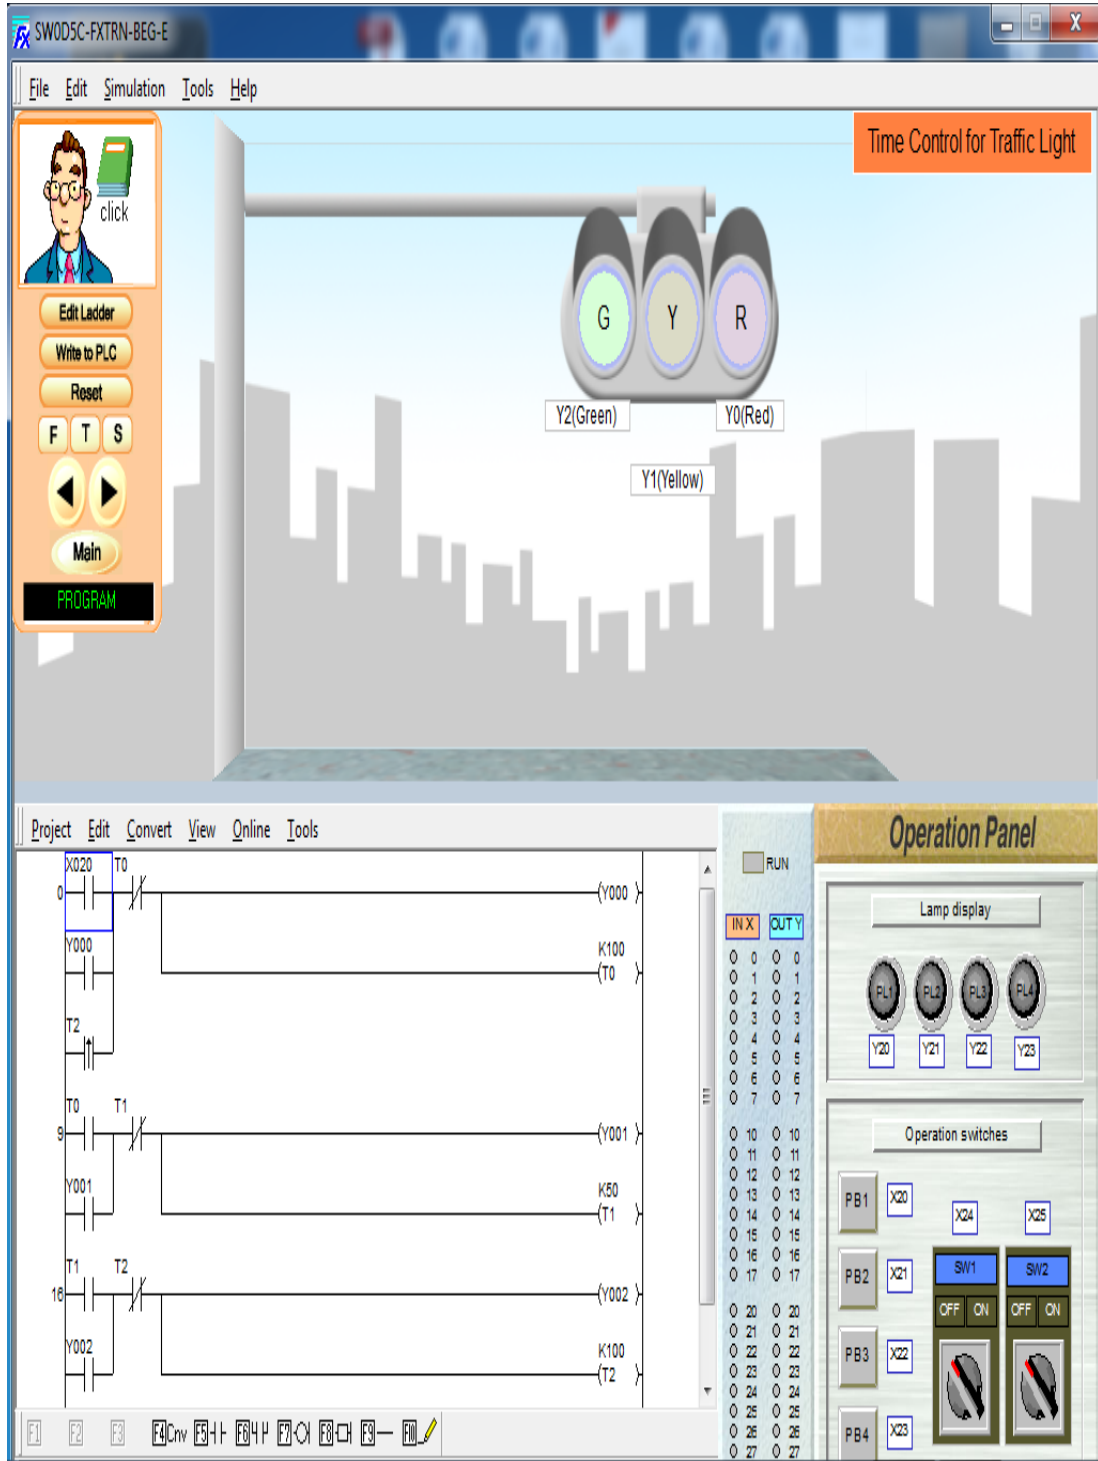 SW0D5C-FXTRN-BEG-E
File Edit Simulation Tools Help
Time Control for Traffic Light
click
Edit Ladder
Write to PLC
Reset
F T S
Main
PROGRAM
G Y R
Y2(Green) Y0(Red)
Y1(Yellow)
Project Edit Convert View Online Tools
X020 T0
0 (Y000 )
Y000 K100
(T0 )
T2
T0 T1
9 (Y001 )
Y001 K50
(T1 )
T1 T2
16 (Y002 )
Y002 K100
(T2 )
F1 F2 F3 F4 Cnv F5 F6 F7 F8 F9 F10
RUN
IN X OUT Y
0 0
1 1
2 2
3 3
4 4
5 5
6 6
7 7
10 10
11 11
12 12
13 13
14 14
15 15
16 16
17 17
20 20
21 21
22 22
23 23
24 24
25 25
26 26
27 27
Operation Panel
Lamp display
PL1 PL2 PL3 PL4
Y20 Y21 Y22 Y23
Operation switches
PB1 X20 X24 X25
PB2 X21 SW1 SW2
OFF ON OFF ON
PB3 X22
PB4 X23